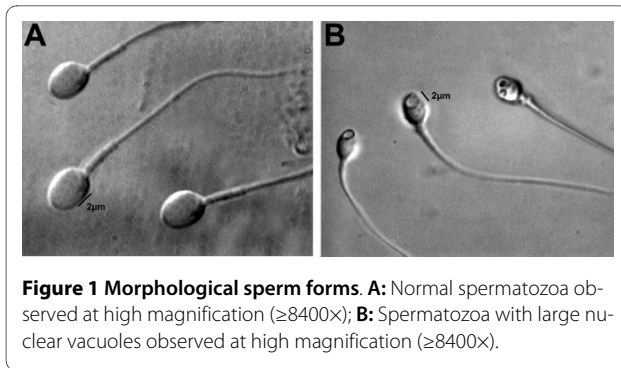 A
B
2µm
2µm
Figure 1 Morphological sperm forms. A: Normal spermatozoa ob-
served at high magnification (≥8400×); B: Spermatozoa with large nu-
clear vacuoles observed at high magnification (≥8400×).